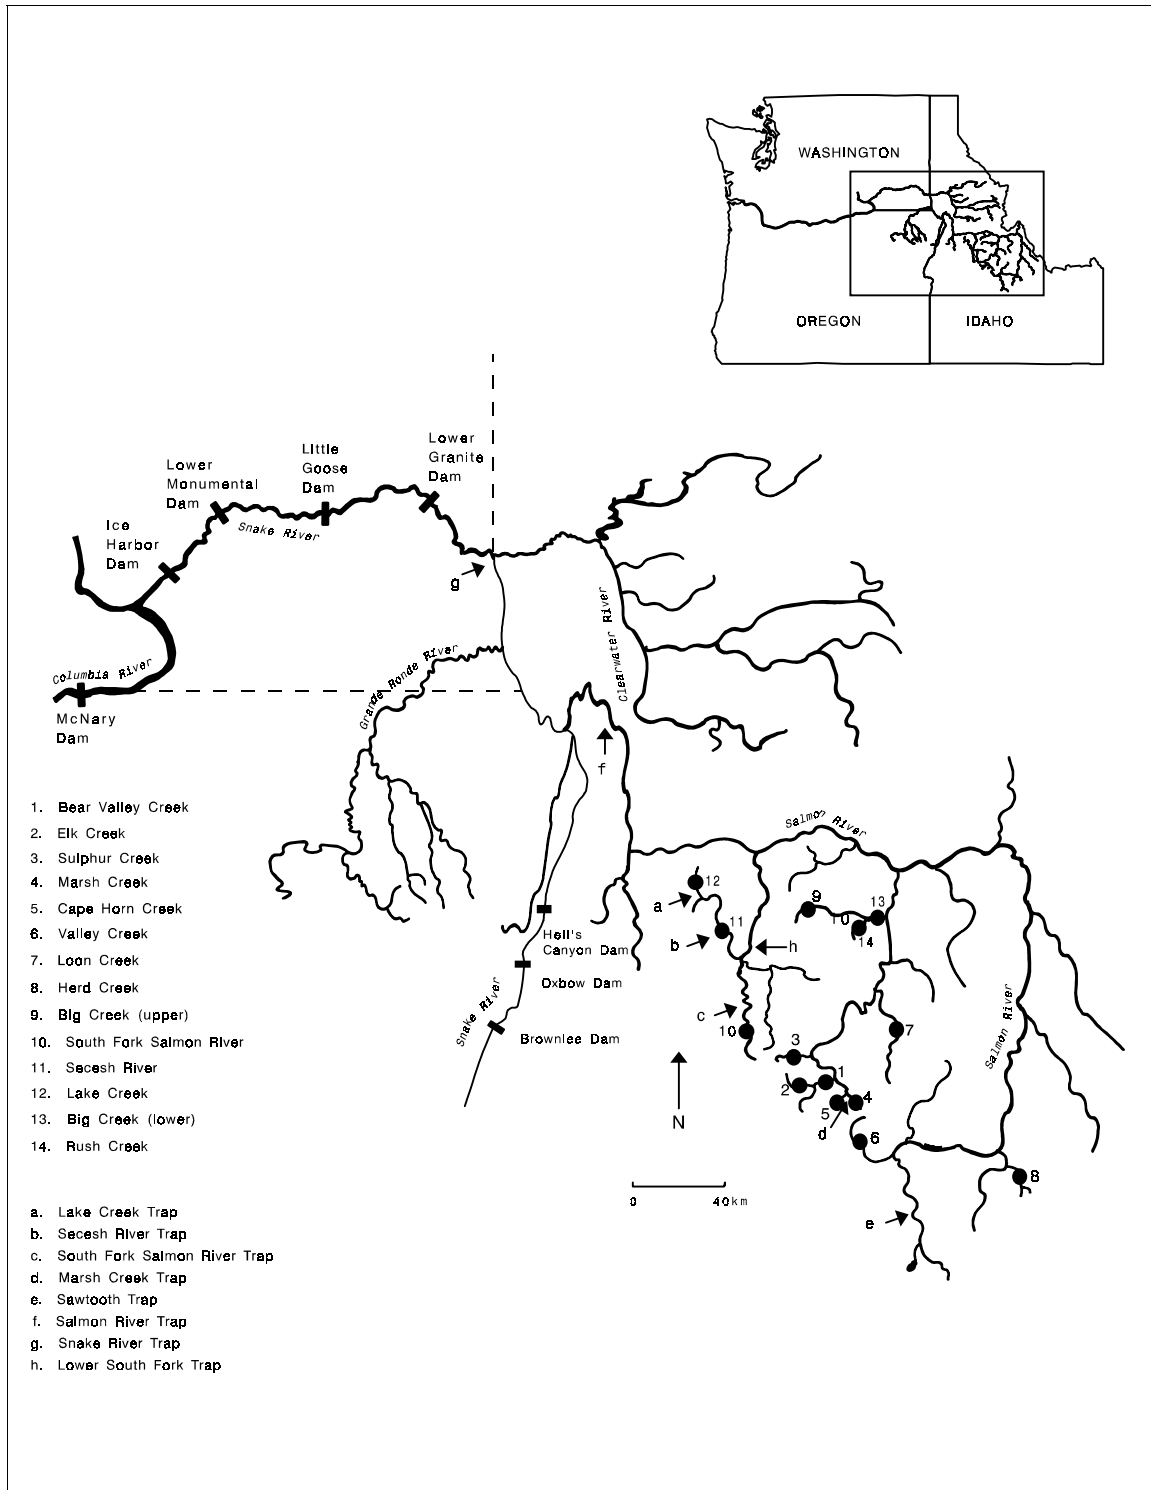 WASHINGTON
OREGON
IDAHO
Lower
Granite
Dam
Little
Goose
Dam
Lower
Monumental
Dam
Ice
Harbor
Dam
Snake River
g
Columbia River
McNary
Dam
Grande Ronde River
Clearwater River
f
Salmon River
12
a
11
b
h
9
13
10
14
Hell's
Canyon Dam
Oxbow Dam
Brownlee Dam
Snake River
c
10
7
3
1
2
4
5
d
6
Salmon River
8
e
N
0 40km
1. Bear Valley Creek
2. Elk Creek
3. Sulphur Creek
4. Marsh Creek
5. Cape Horn Creek
6. Valley Creek
7. Loon Creek
8. Herd Creek
9. Big Creek (upper)
10. South Fork Salmon River
11. Secesh River
12. Lake Creek
13. Big Creek (lower)
14. Rush Creek
a. Lake Creek Trap
b. Secesh River Trap
c. South Fork Salmon River Trap
d. Marsh Creek Trap
e. Sawtooth Trap
f. Salmon River Trap
g. Snake River Trap
h. Lower South Fork Trap